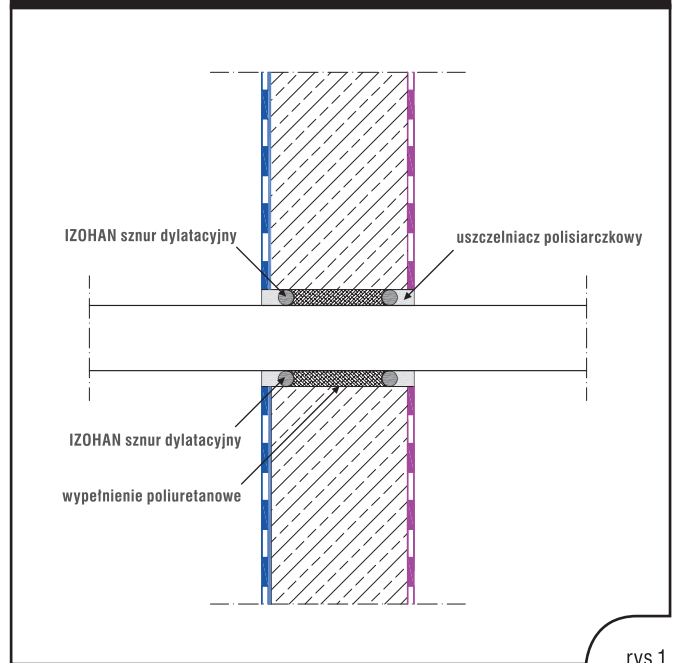 IZOHAN sznur dylatacyjny
uszczelniacz polisiarczkowy
IZOHAN sznur dylatacyjny
wypełnienie poliuretanowe
rys 1